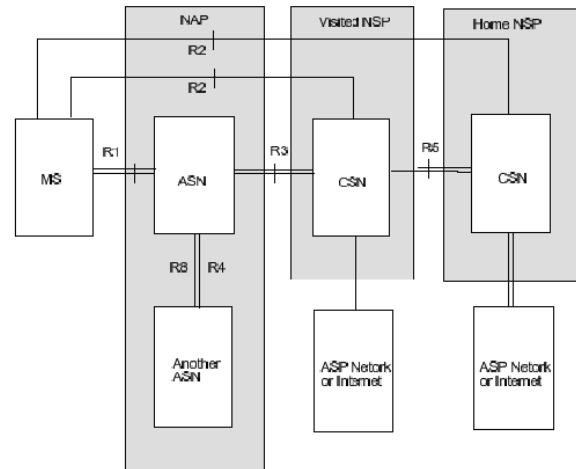 NAP
Visited NSP
Home NSP
R2
R2
R1
R3
R5
MS
ASN
CSN
CSN
R8
R4
Another
ASN
ASP Netork
or Internet
ASP Netork
or Internet